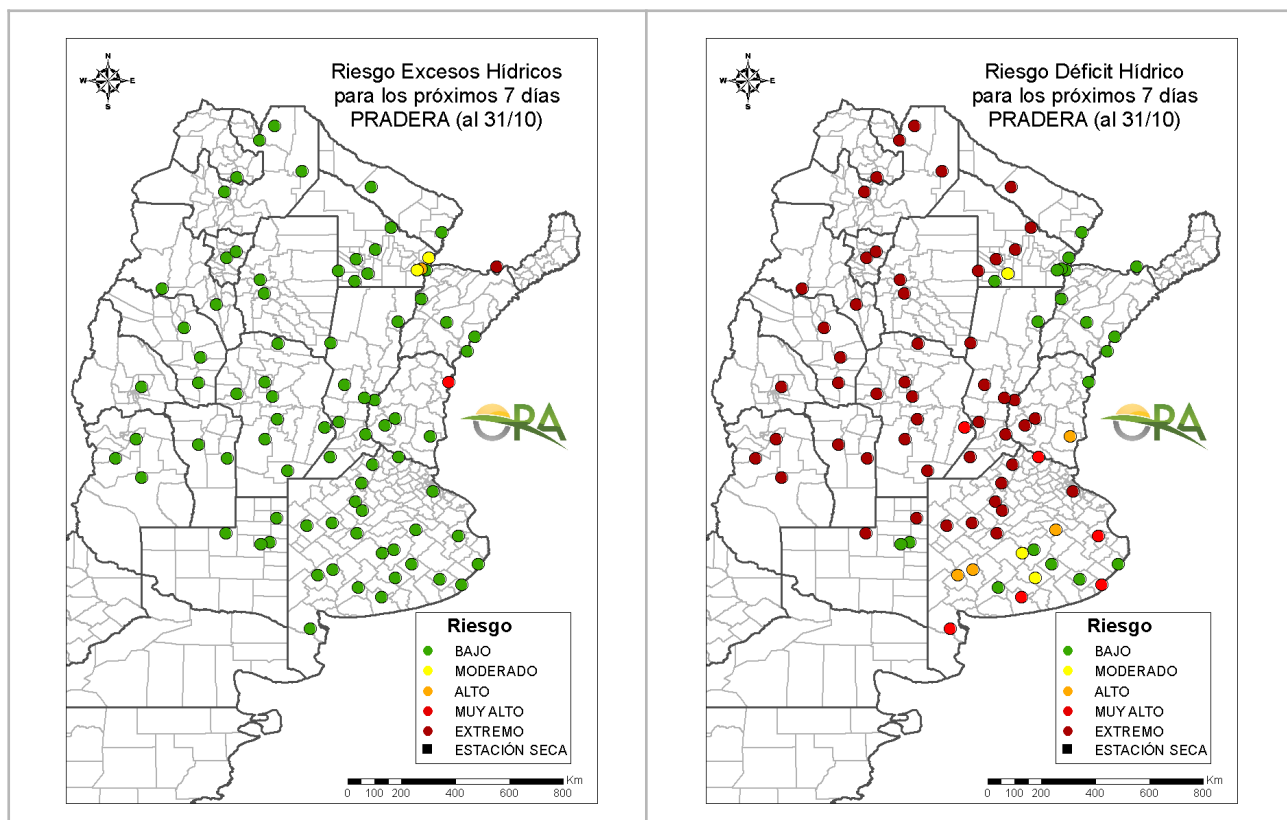 N
W E
S
Riesgo Excesos Hídricos
para los próximos 7 días
PRADERA (al 31/10)
ORA
Riesgo
BAJO
MODERADO
ALTO
MUY ALTO
EXTREMO
ESTACIÓN SECA
Km
0 100 200 400 600 800
N
W E
S
Riesgo Déficit Hídrico
para los próximos 7 días
PRADERA (al 31/10)
ORA
Riesgo
BAJO
MODERADO
ALTO
MUY ALTO
EXTREMO
ESTACIÓN SECA
Km
0 100 200 400 600 800